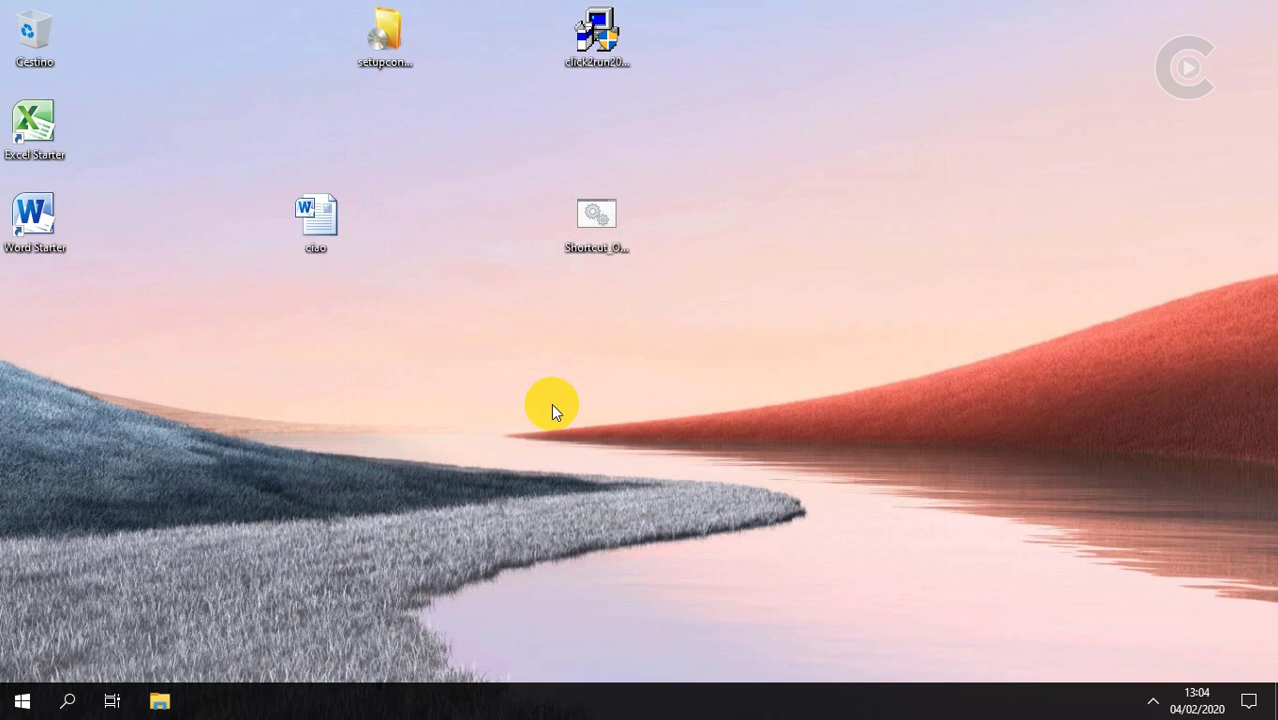 Cestino
setupcon...
click2run20...
Excel Starter
Word Starter
ciao
Shortcut_O...
13:04
04/02/2020